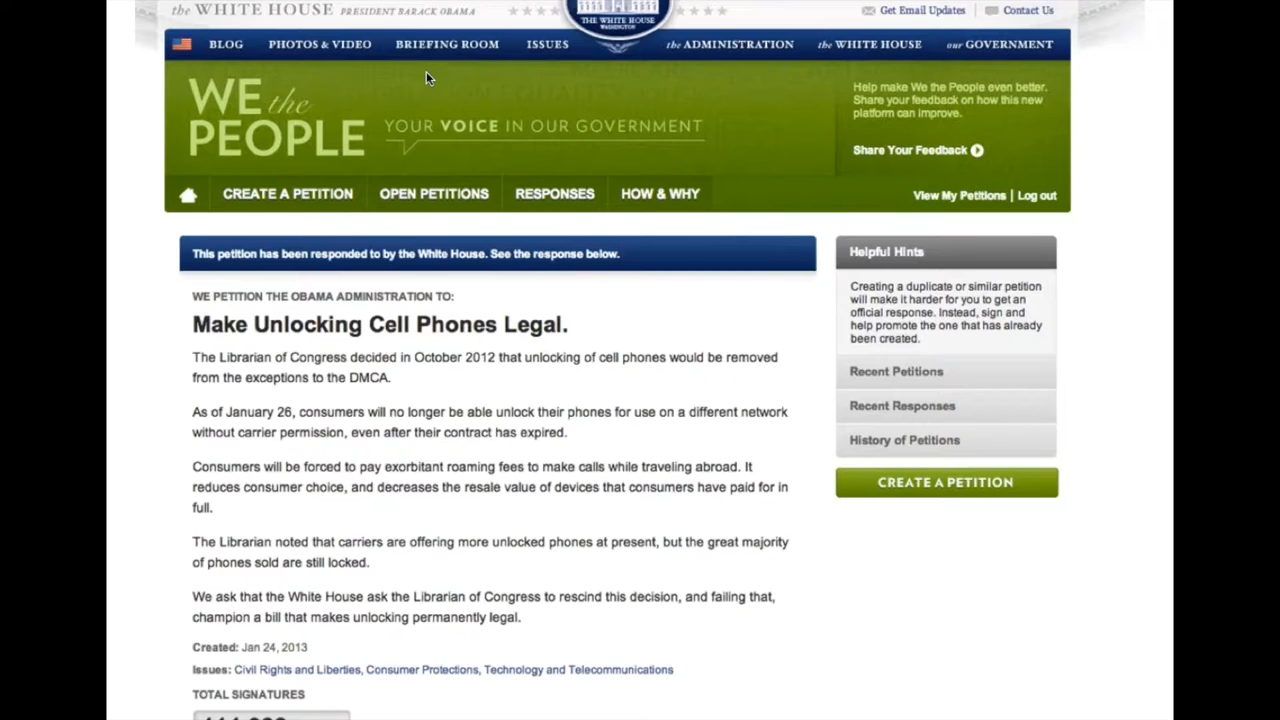 the WHITE HOUSE PRESIDENT BARACK OBAMA
THE WHITE HOUSE
WASHINGTON
Get Email Updates
Contact Us
BLOG
PHOTOS & VIDEO
BRIEFING ROOM
ISSUES
the ADMINISTRATION
the WHITE HOUSE
our GOVERNMENT
WE the
PEOPLE
YOUR VOICE IN OUR GOVERNMENT
Help make We the People even better.
Share your feedback on how this new
platform can improve.
Share Your Feedback
CREATE A PETITION
OPEN PETITIONS
RESPONSES
HOW & WHY
View My Petitions | Log out
This petition has been responded to by the White House. See the response below.
WE PETITION THE OBAMA ADMINISTRATION TO:
Make Unlocking Cell Phones Legal.
The Librarian of Congress decided in October 2012 that unlocking of cell phones would be removed
from the exceptions to the DMCA.
As of January 26, consumers will no longer be able unlock their phones for use on a different network
without carrier permission, even after their contract has expired.
Consumers will be forced to pay exorbitant roaming fees to make calls while traveling abroad. It
reduces consumer choice, and decreases the resale value of devices that consumers have paid for in
full.
The Librarian noted that carriers are offering more unlocked phones at present, but the great majority
of phones sold are still locked.
We ask that the White House ask the Librarian of Congress to rescind this decision, and failing that,
champion a bill that makes unlocking permanently legal.
Created: Jan 24, 2013
Issues: Civil Rights and Liberties, Consumer Protections, Technology and Telecommunications
TOTAL SIGNATURES
Helpful Hints
Creating a duplicate or similar petition
will make it harder for you to get an
official response. Instead, sign and
help promote the one that has already
been created.
Recent Petitions
Recent Responses
History of Petitions
CREATE A PETITION